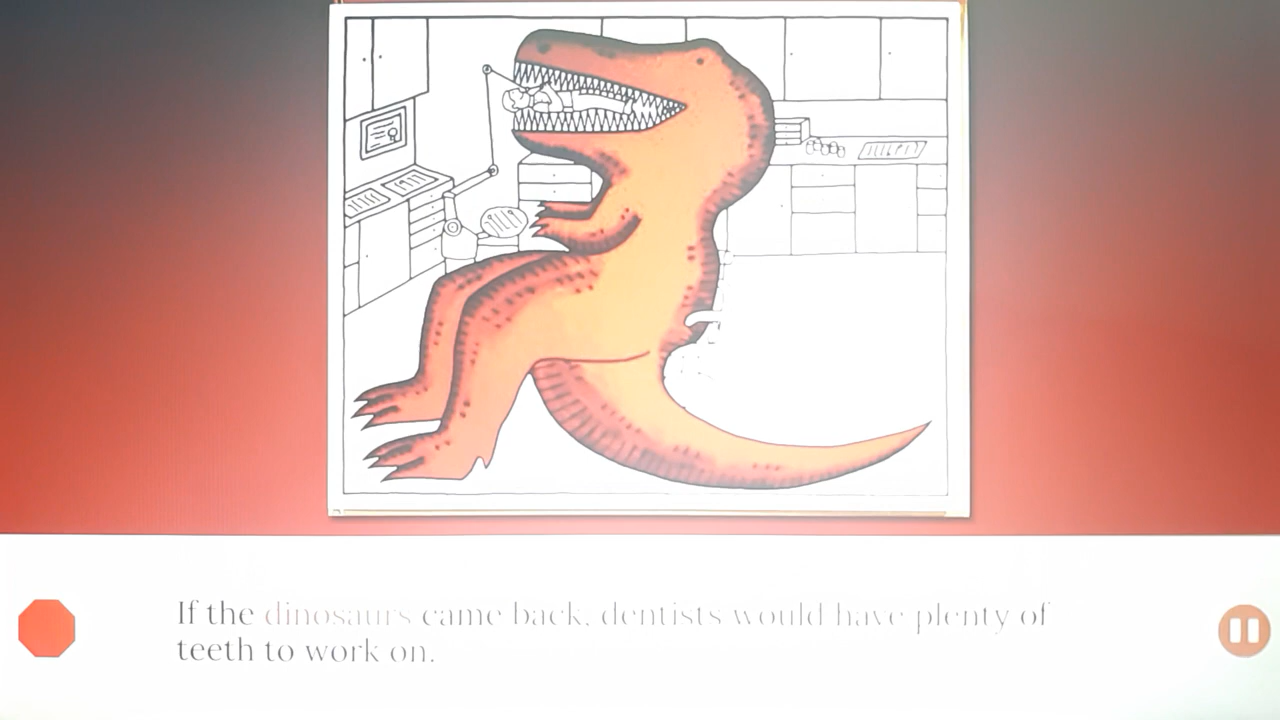 If the dinosaurs came back, dentists would have plenty of
teeth to work on.